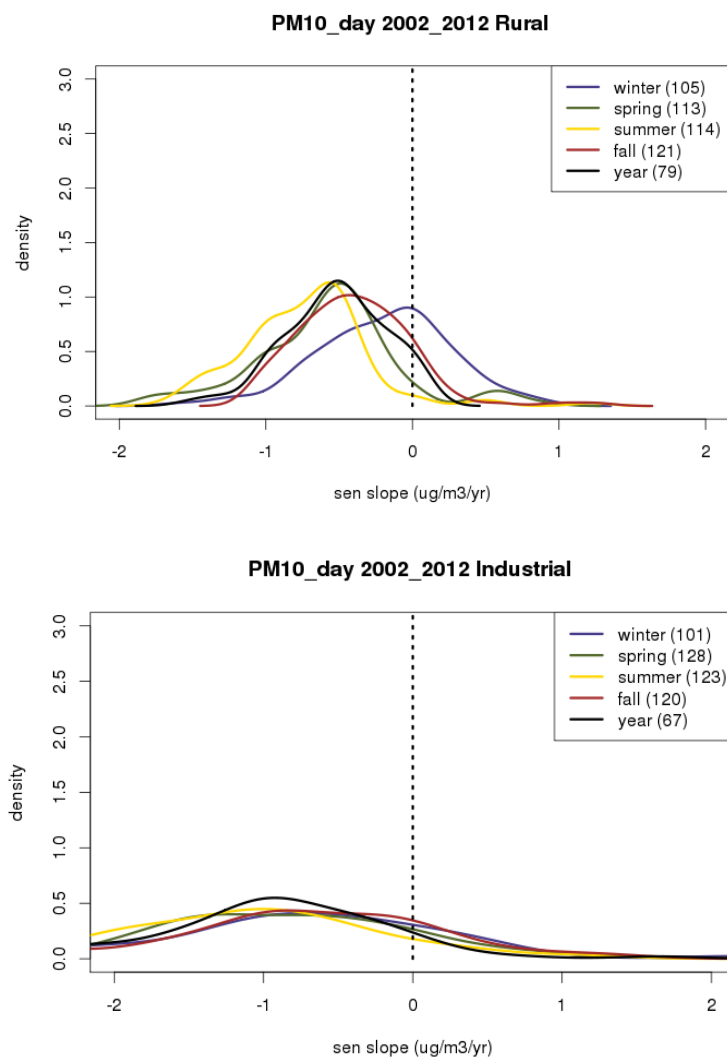 PM10_day 2002_2012 Rural
density
3.0
2.5
2.0
1.5
1.0
0.5
0.0
winter (105)
spring (113)
summer (114)
fall (121)
year (79)
-2
-1
0
1
2
sen slope (ug/m3/yr)
PM10_day 2002_2012 Industrial
density
3.0
2.5
2.0
1.5
1.0
0.5
0.0
winter (101)
spring (128)
summer (123)
fall (120)
year (67)
-2
-1
0
1
2
sen slope (ug/m3/yr)